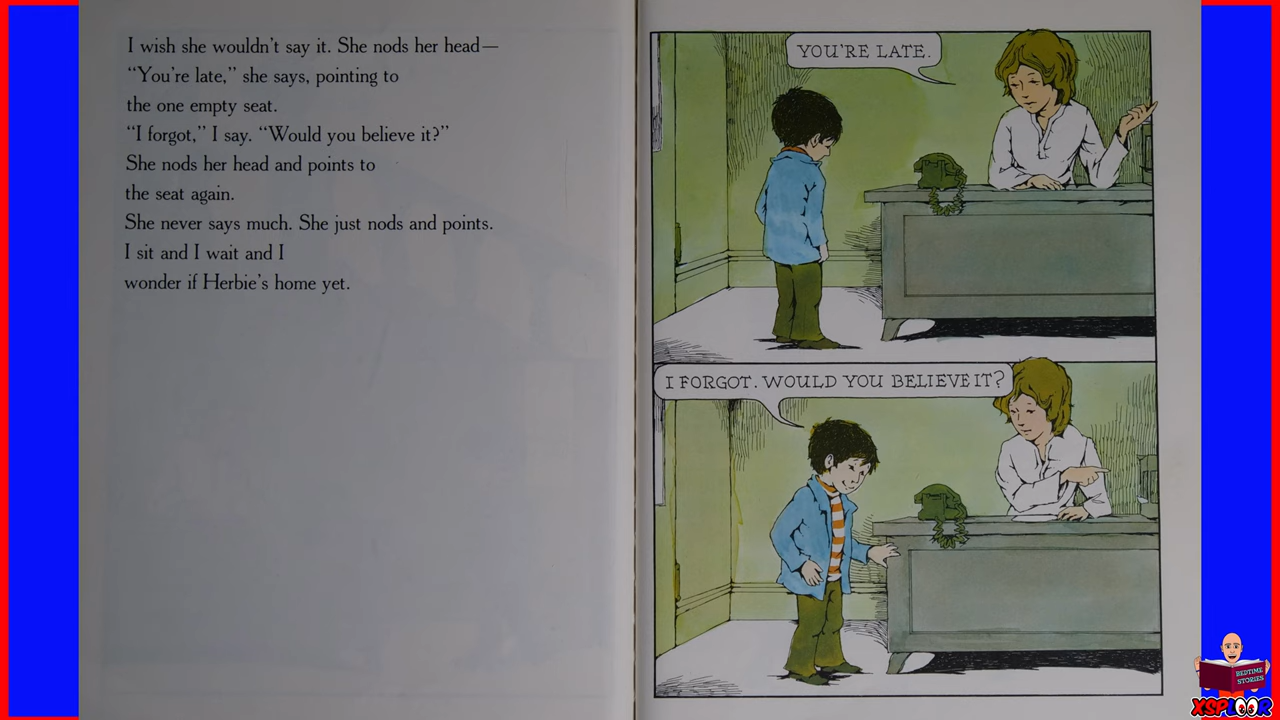 I wish she wouldn't say it. She nods her head—
“You're late,” she says, pointing to
the one empty seat.
“I forgot,” I say. “Would you believe it?”
She nods her head and points to
the seat again.
She never says much. She just nods and points.
I sit and I wait and I
wonder if Herbie's home yet.
YOU'RE LATE.
I FORGOT. WOULD YOU BELIEVE IT?
BEDTIME
STORIES
XSPLOOR